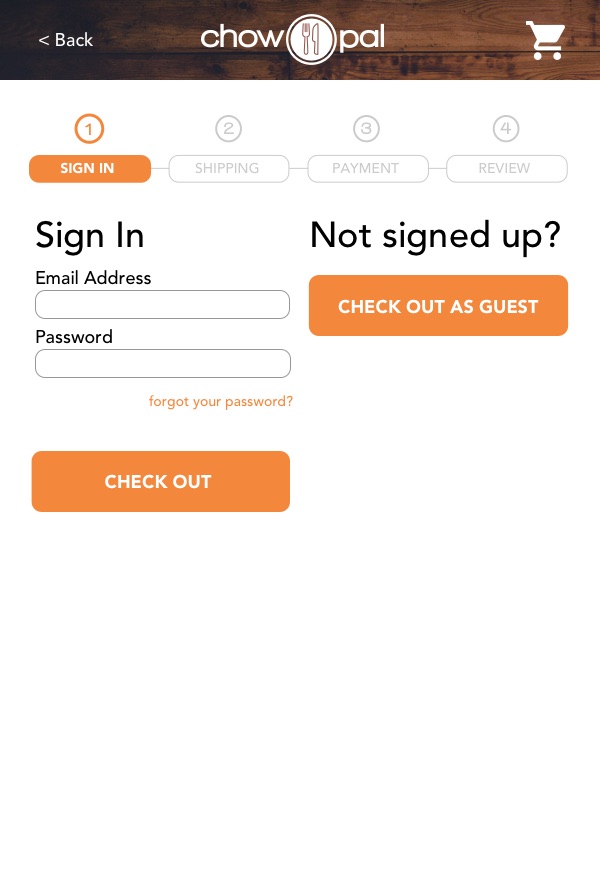 < Back
chow pal
1
2
3
4
SIGN IN
SHIPPING
PAYMENT
REVIEW
Sign In
Email Address
Password
forgot your password?
CHECK OUT
Not signed up?
CHECK OUT AS GUEST